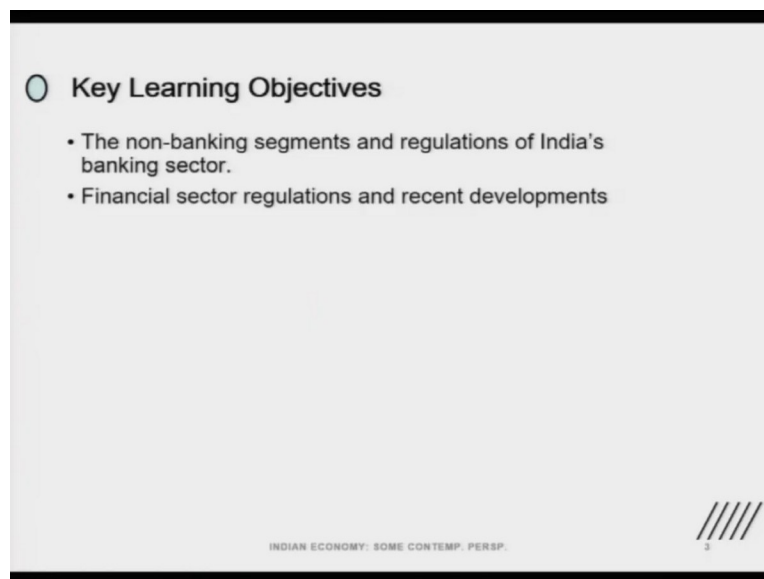 Key Learning Objectives
• The non-banking segments and regulations of India's
banking sector.
• Financial sector regulations and recent developments
INDIAN ECONOMY: SOME CONTEMP. PERSP.
3